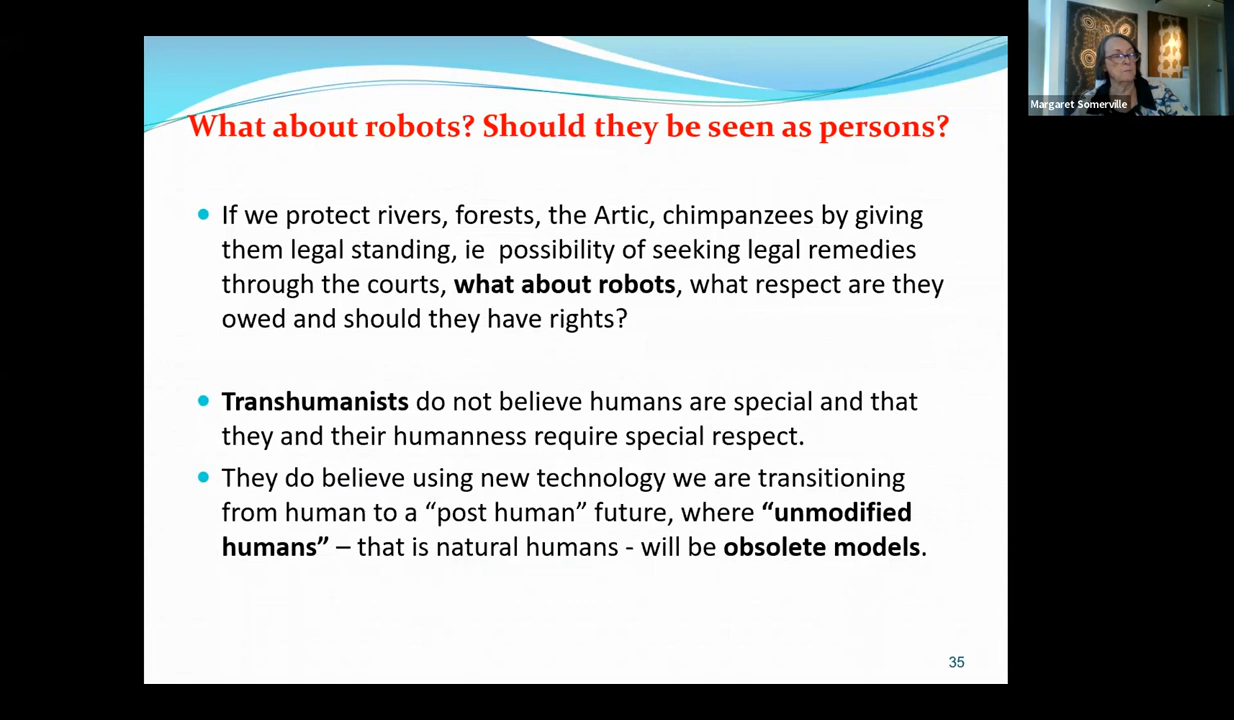 What about robots? Should they be seen as persons?
If we protect rivers, forests, the Artic, chimpanzees by giving
them legal standing, ie  possibility of seeking legal remedies
through the courts, what about robots, what respect are they
owed and should they have rights?
Transhumanists do not believe humans are special and that
they and their humanness require special respect.
They do believe using new technology we are transitioning
from human to a “post human” future, where “unmodified
humans” – that is natural humans - will be obsolete models.
35
Margaret Somerville